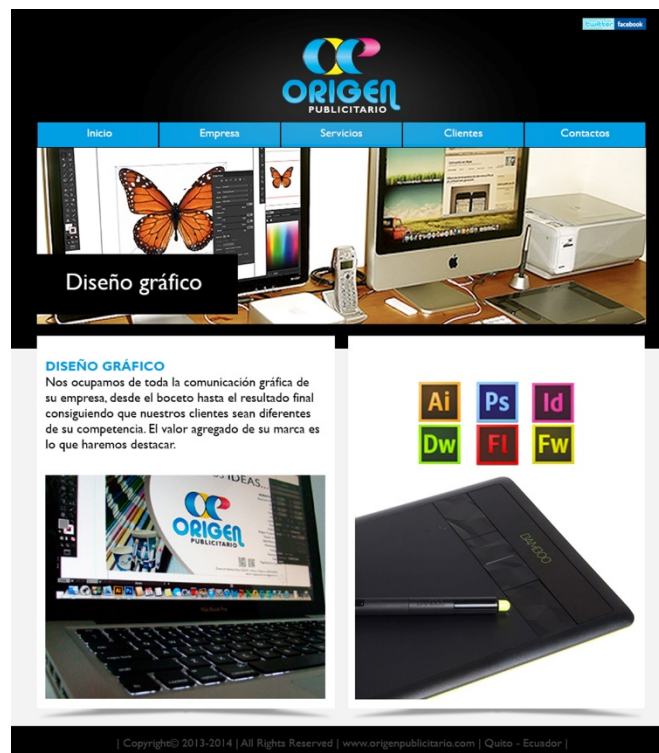 twitter facebook
ORIGEN
PUBLICITARIO
Inicio Empresa Servicios Clientes Contactos
Diseño gráfico
DISEÑO GRÁFICO
Nos ocupamos de toda la comunicación gráfica de
su empresa, desde el boceto hasta el resultado final
consiguiendo que nuestros clientes sean diferentes
de su competencia. El valor agregado de su marca es
lo que haremos destacar.
Ai Ps Id
Dw Fl Fw
IDEAS...
ORIGEN
PUBLICITARIO
MacBook Pro
BAMBOO
| Copyright© 2013-2014 | All Rights Reserved | www.origenpublicitario.com | Quito - Ecuador |